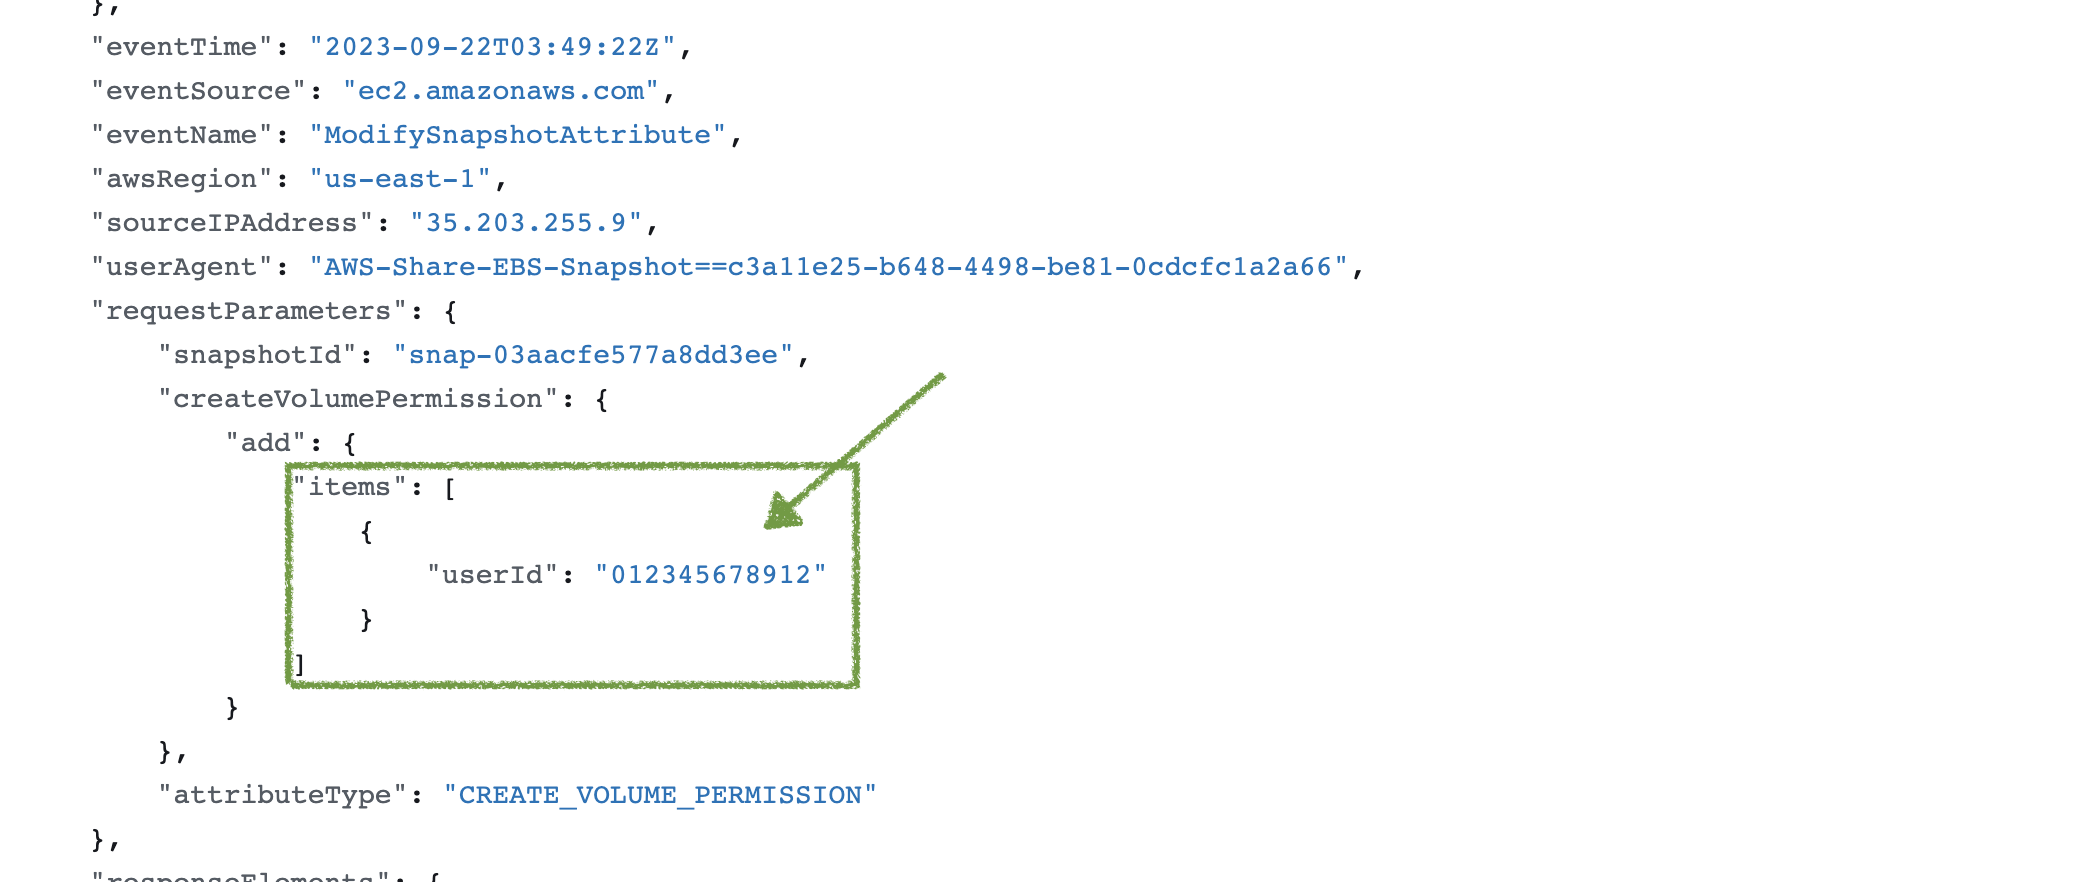 },
"eventTime": "2023-09-22T03:49:22Z",
"eventSource": "ec2.amazonaws.com",
"eventName": "ModifySnapshotAttribute",
"awsRegion": "us-east-1",
"sourceIPAddress": "35.203.255.9",
"userAgent": "AWS-Share-EBS-Snapshot==c3a11e25-b648-4498-be81-0cdcfc1a2a66",
"requestParameters": {
"snapshotId": "snap-03aacfe577a8dd3ee",
"createVolumePermission": {
"add": {
"items": [
{
"userId": "012345678912"
}
]
}
},
"attributeType": "CREATE_VOLUME_PERMISSION"
},
"responseElements": {